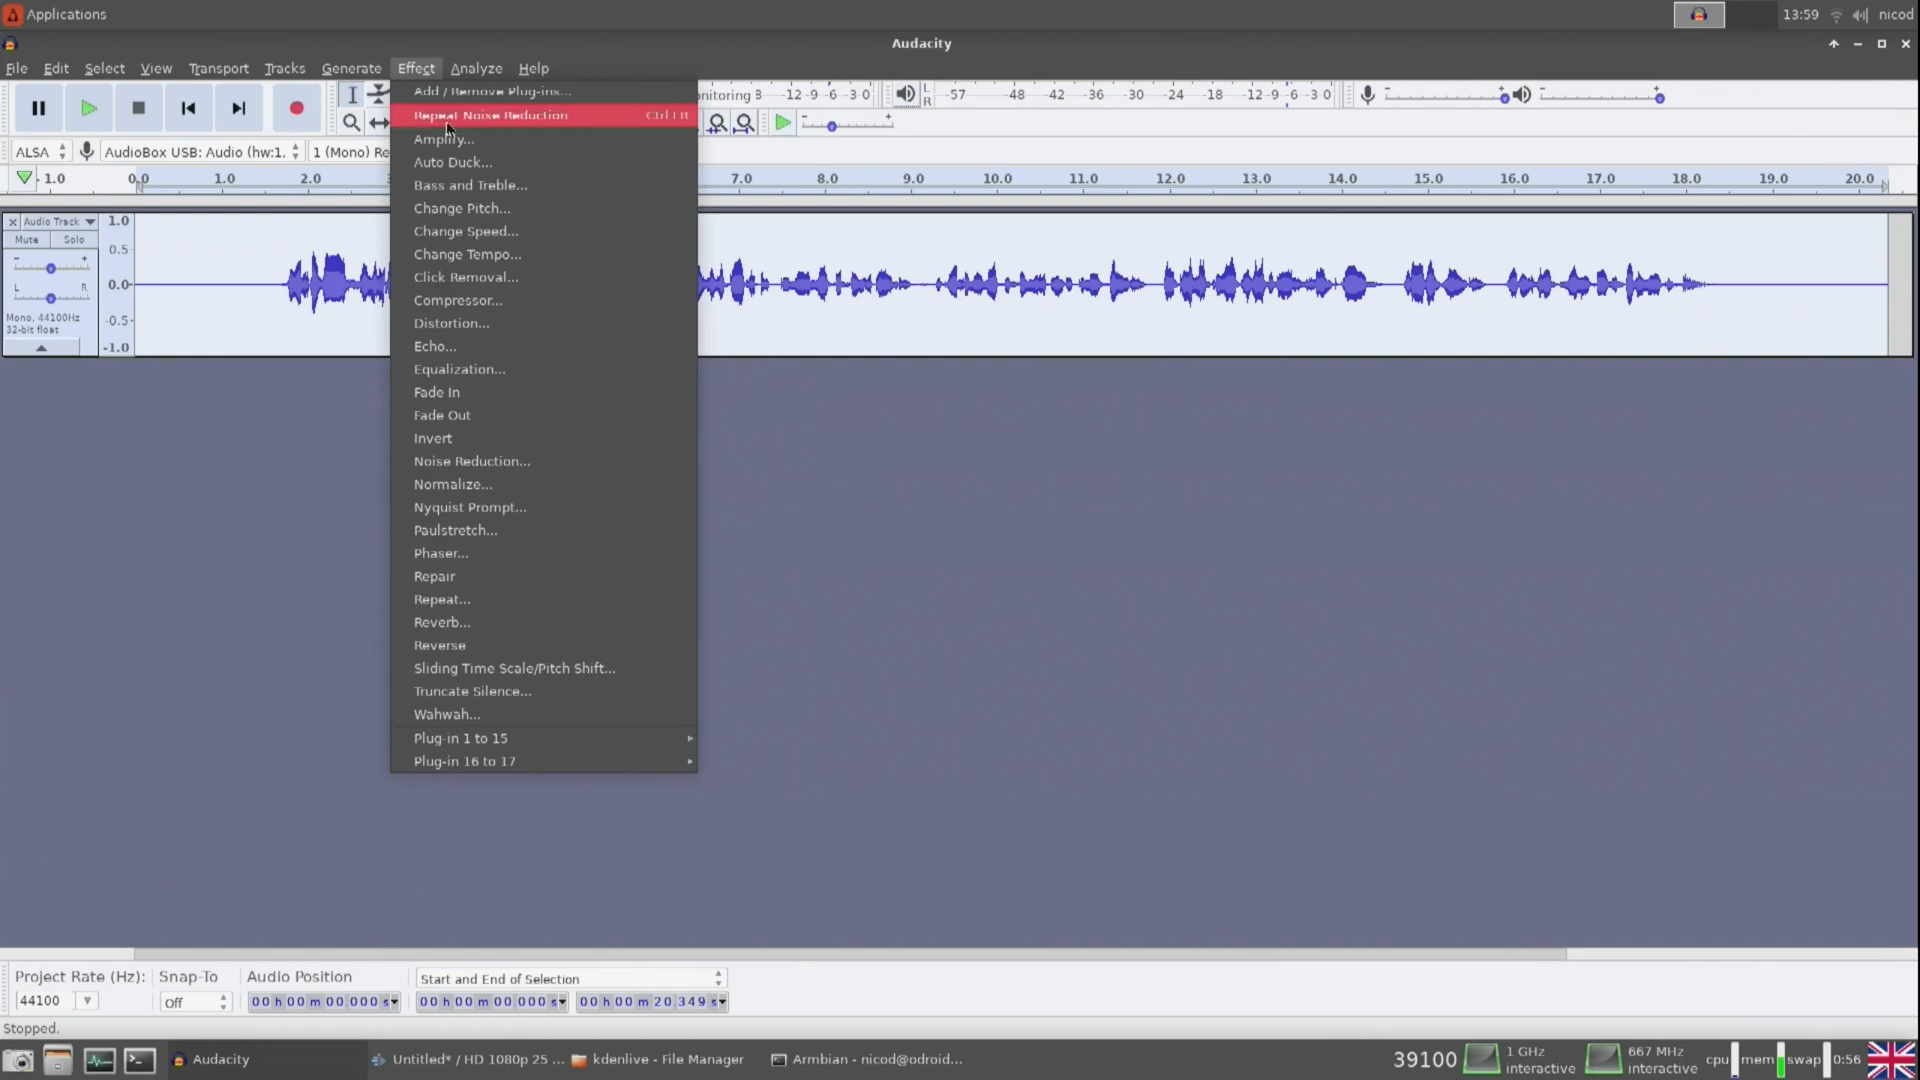 Applications
13:59
nicod
Audacity
File Edit Select View Transport Tracks Generate Effect Analyze Help
Add / Remove Plug-ins...
Repeat Noise Reduction Ctrl+R
Amplify...
Auto Duck...
Bass and Treble...
Change Pitch...
Change Speed...
Change Tempo...
Click Removal...
Compressor...
Distortion...
Echo...
Equalization...
Fade In
Fade Out
Invert
Noise Reduction...
Normalize...
Nyquist Prompt...
Paulstretch...
Phaser...
Repair
Repeat...
Reverb...
Reverse
Sliding Time Scale/Pitch Shift...
Truncate Silence...
Wahwah...
Plug-in 1 to 15
Plug-in 16 to 17
-12 -9 -6 -3 0
L
R
-57 -48 -42 -36 -30 -24 -18 -12 -9 -6 -3 0
ALSA
AudioBox USB: Audio (hw:1,
1 (Mono) Re
- 1.0 0.0 1.0 2.0 7.0 8.0 9.0 10.0 11.0 12.0 13.0 14.0 15.0 16.0 17.0 18.0 19.0 20.0
Audio Track
Mute Solo
- +
L R
Mono, 44100Hz
32-bit float
1.0
0.5
0.0
-0.5
-1.0
Project Rate (Hz): Snap-To Audio Position Start and End of Selection
44100 Off 00 h 00 m 00.000 s 00 h 00 m 00.000 s 00 h 00 m 20.349 s
Stopped.
Audacity
Untitled* / HD 1080p 25 ...
kdenlive - File Manager
Armbian - nicod@odroid...
39100
1 GHz
interactive
667 MHz
interactive
cpu mem swap 0:56